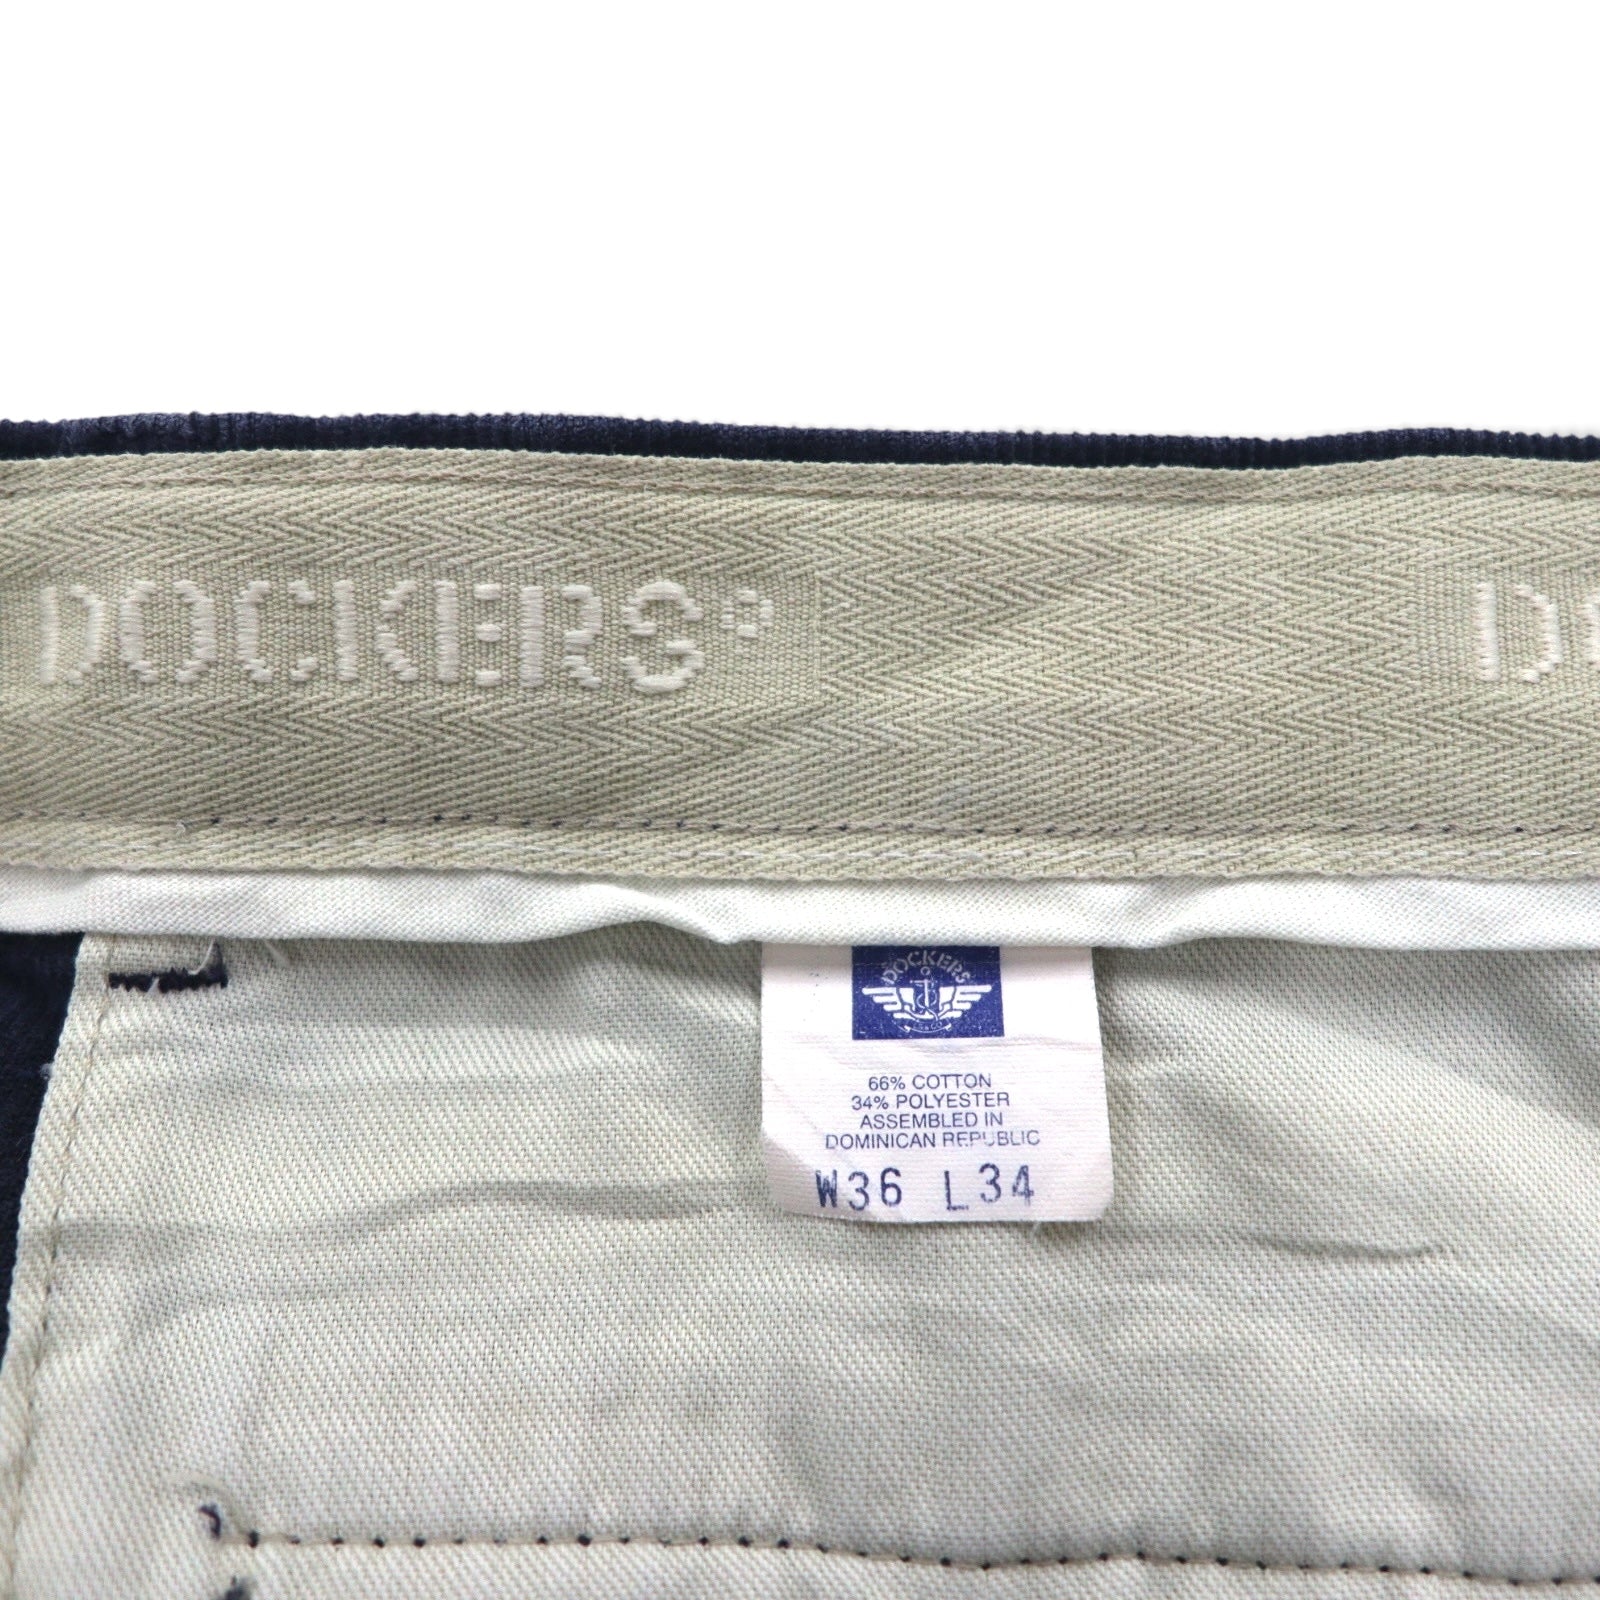 DOCKERS®
DOCKERS
66% COTTON
34% POLYESTER
ASSEMBLED IN
DOMINICAN REPUBLIC
W36 L34